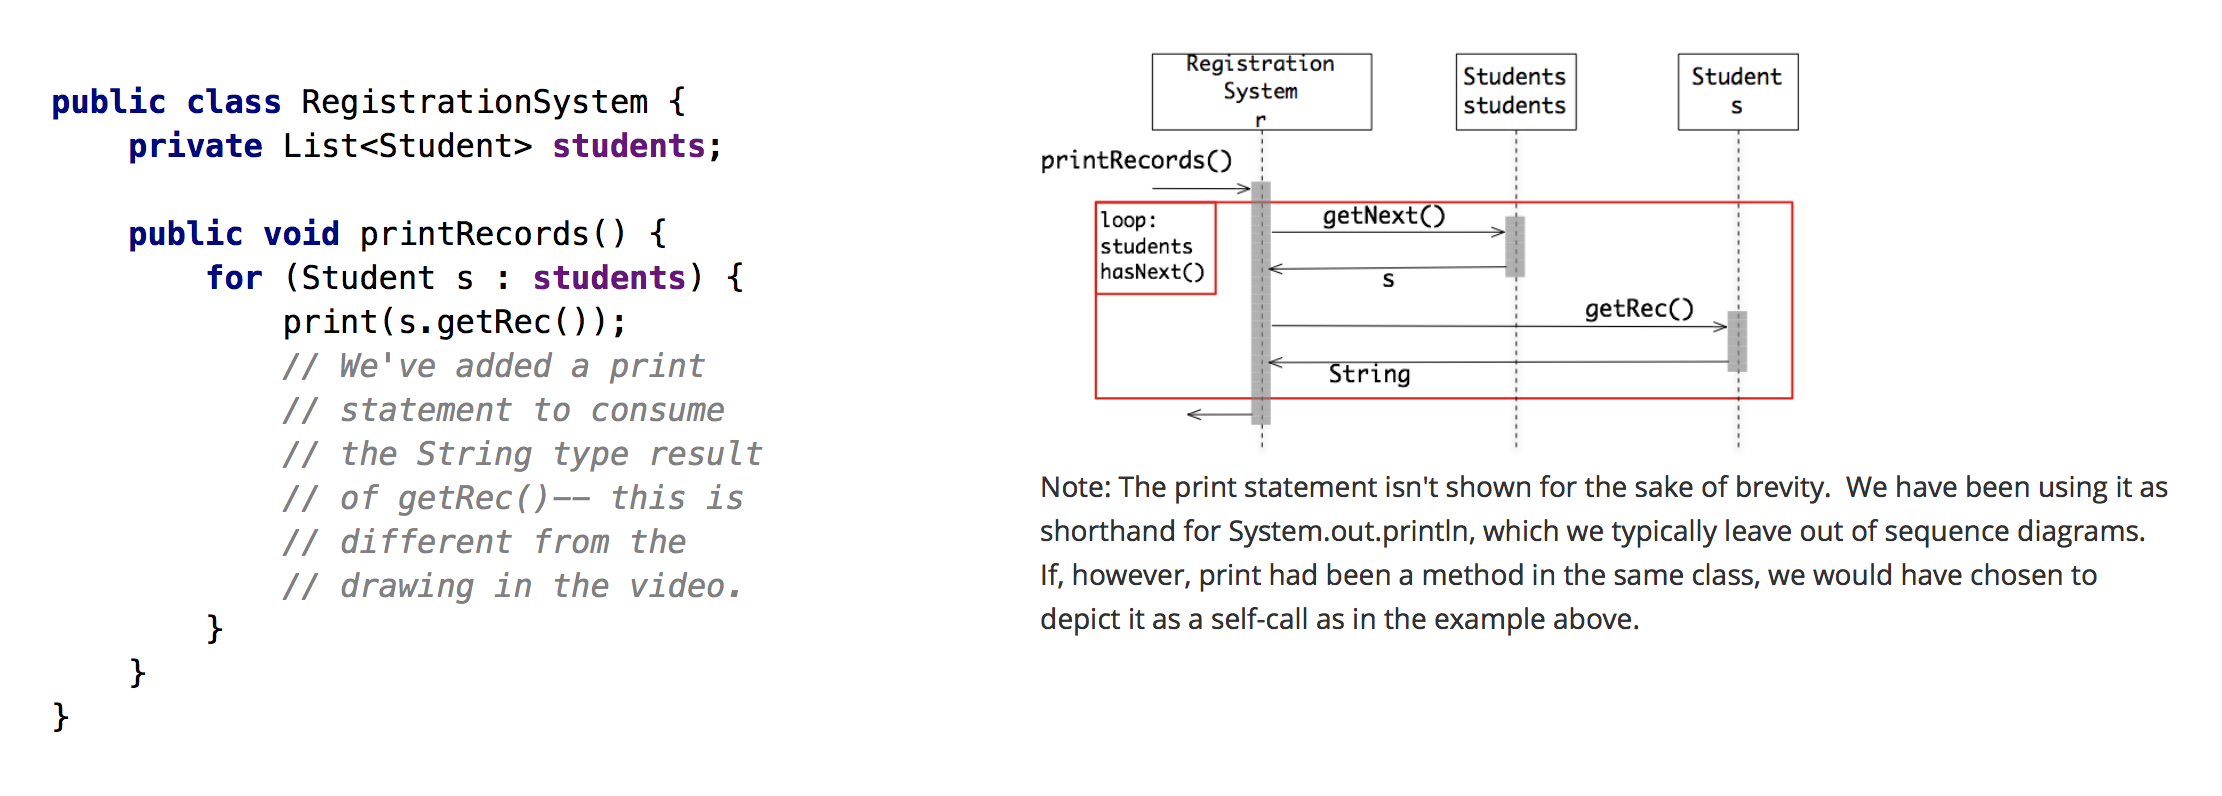 public class RegistrationSystem {
    private List<Student> students;
    public void printRecords() {
        for (Student s : students) {
            print(s.getRec());
            // We've added a print
            // statement to consume
            // the String type result
            // of getRec()-- this is
            // different from the
            // drawing in the video.
        }
    }
}
Registration
System
r
Students
students
Student
s
printRecords()
loop:
students
hasNext()
getNext()
s
getRec()
String
Note: The print statement isn't shown for the sake of brevity.  We have been using it as
shorthand for System.out.println, which we typically leave out of sequence diagrams.
If, however, print had been a method in the same class, we would have chosen to
depict it as a self-call as in the example above.